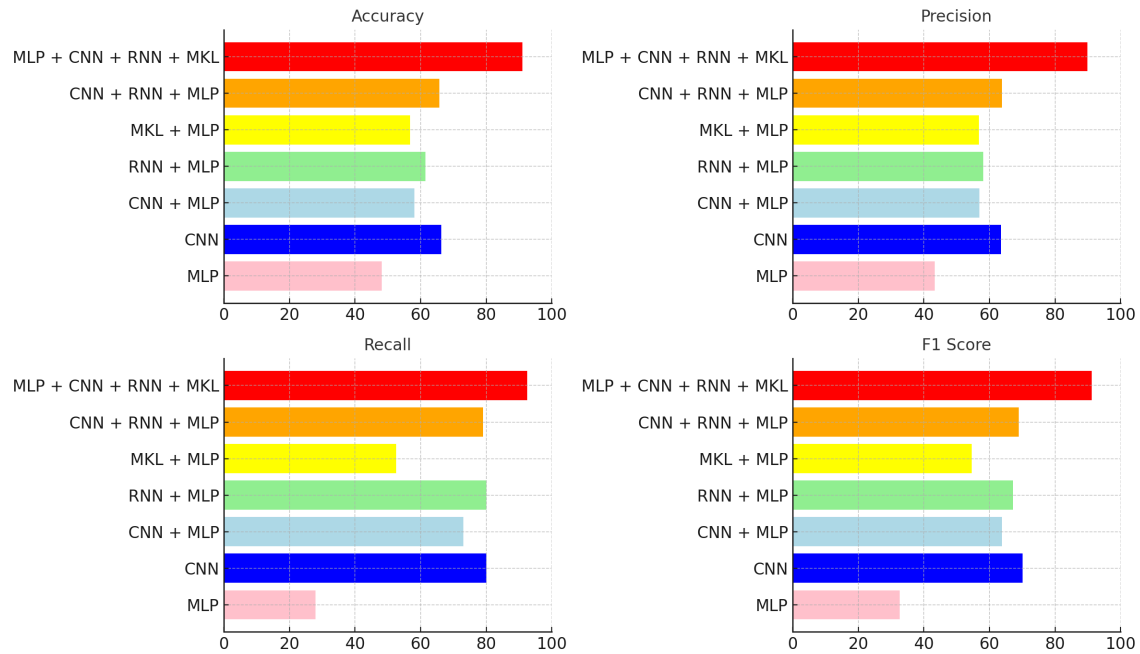 Accuracy
MLP + CNN + RNN + MKL
CNN + RNN + MLP
MKL + MLP
RNN + MLP
CNN + MLP
CNN
MLP
0 20 40 60 80 100
Precision
MLP + CNN + RNN + MKL
CNN + RNN + MLP
MKL + MLP
RNN + MLP
CNN + MLP
CNN
MLP
0 20 40 60 80 100
Recall
MLP + CNN + RNN + MKL
CNN + RNN + MLP
MKL + MLP
RNN + MLP
CNN + MLP
CNN
MLP
0 20 40 60 80 100
F1 Score
MLP + CNN + RNN + MKL
CNN + RNN + MLP
MKL + MLP
RNN + MLP
CNN + MLP
CNN
MLP
0 20 40 60 80 100